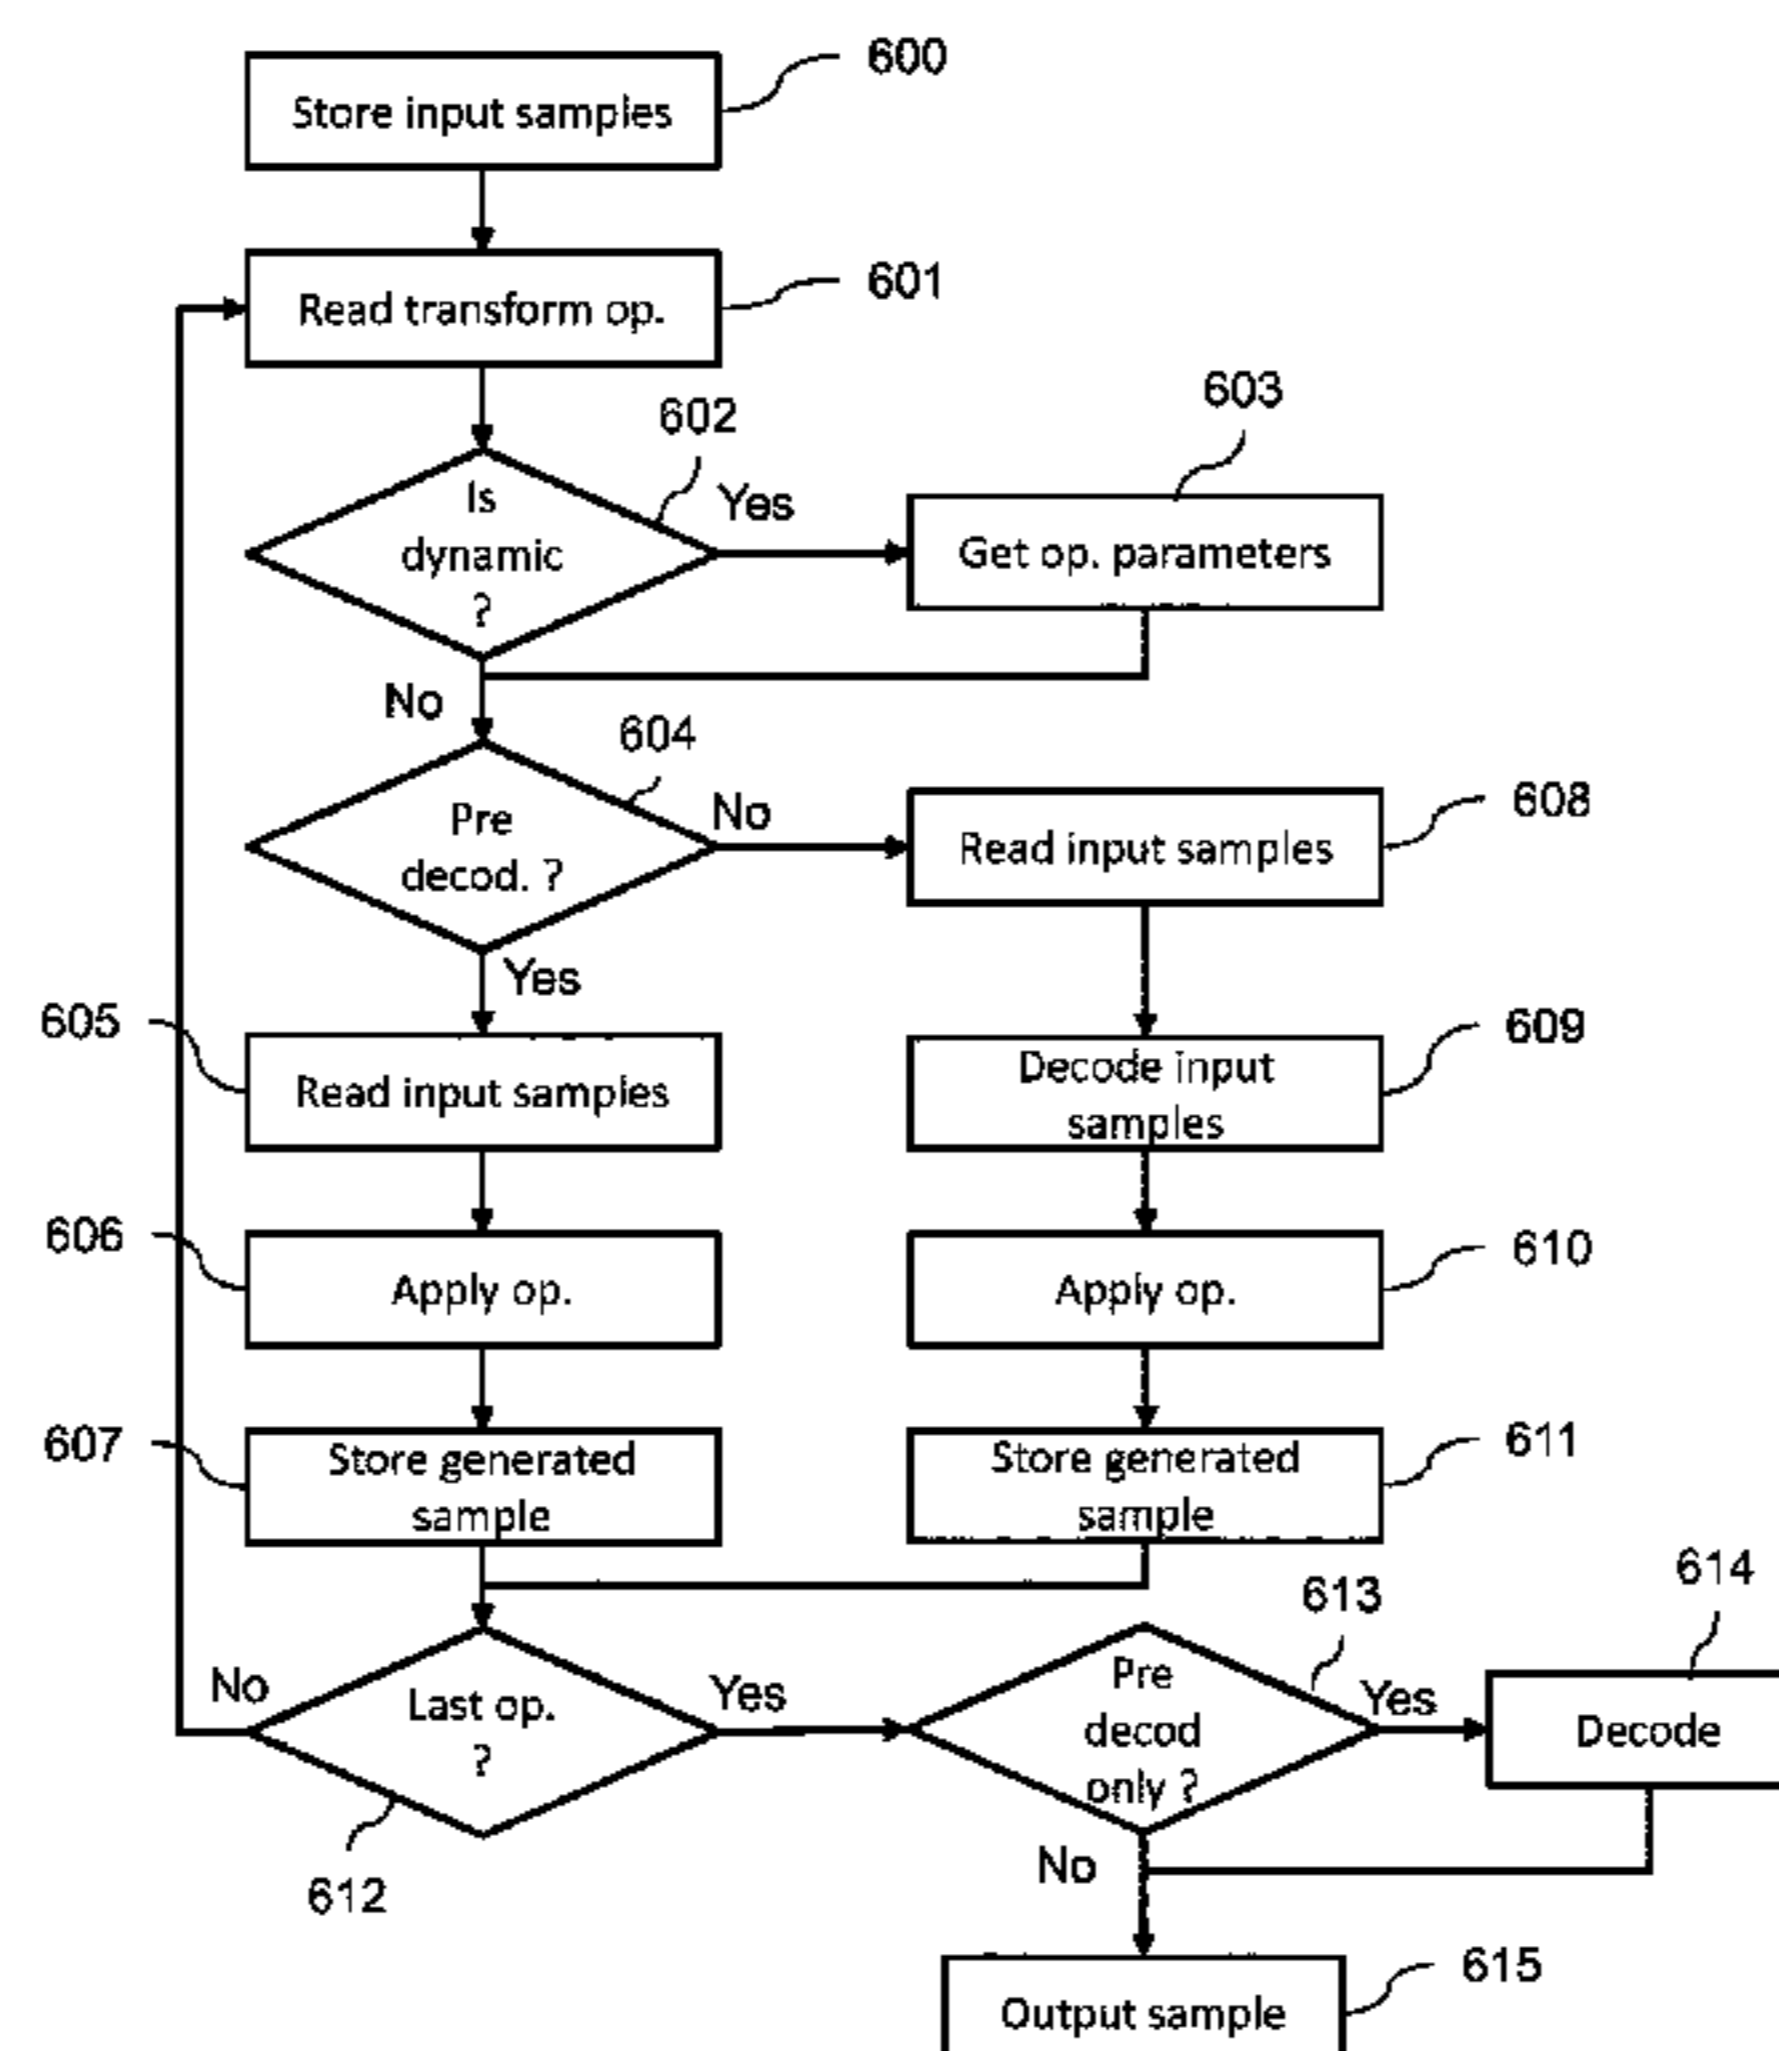 600
Store input samples
601
Read transform op.
603
602
Is
dynamic
?
Yes
Get op. parameters
No
604
Pre
decod. ?
No
608
Read input samples
Yes
605
Read input samples
609
Decode input
samples
606
Apply op.
610
Apply op.
607
Store generated
sample
611
Store generated
sample
614
613
No
Last op.
?
Yes
Pre
decod
only ?
Yes
Decode
612
No
615
Output sample